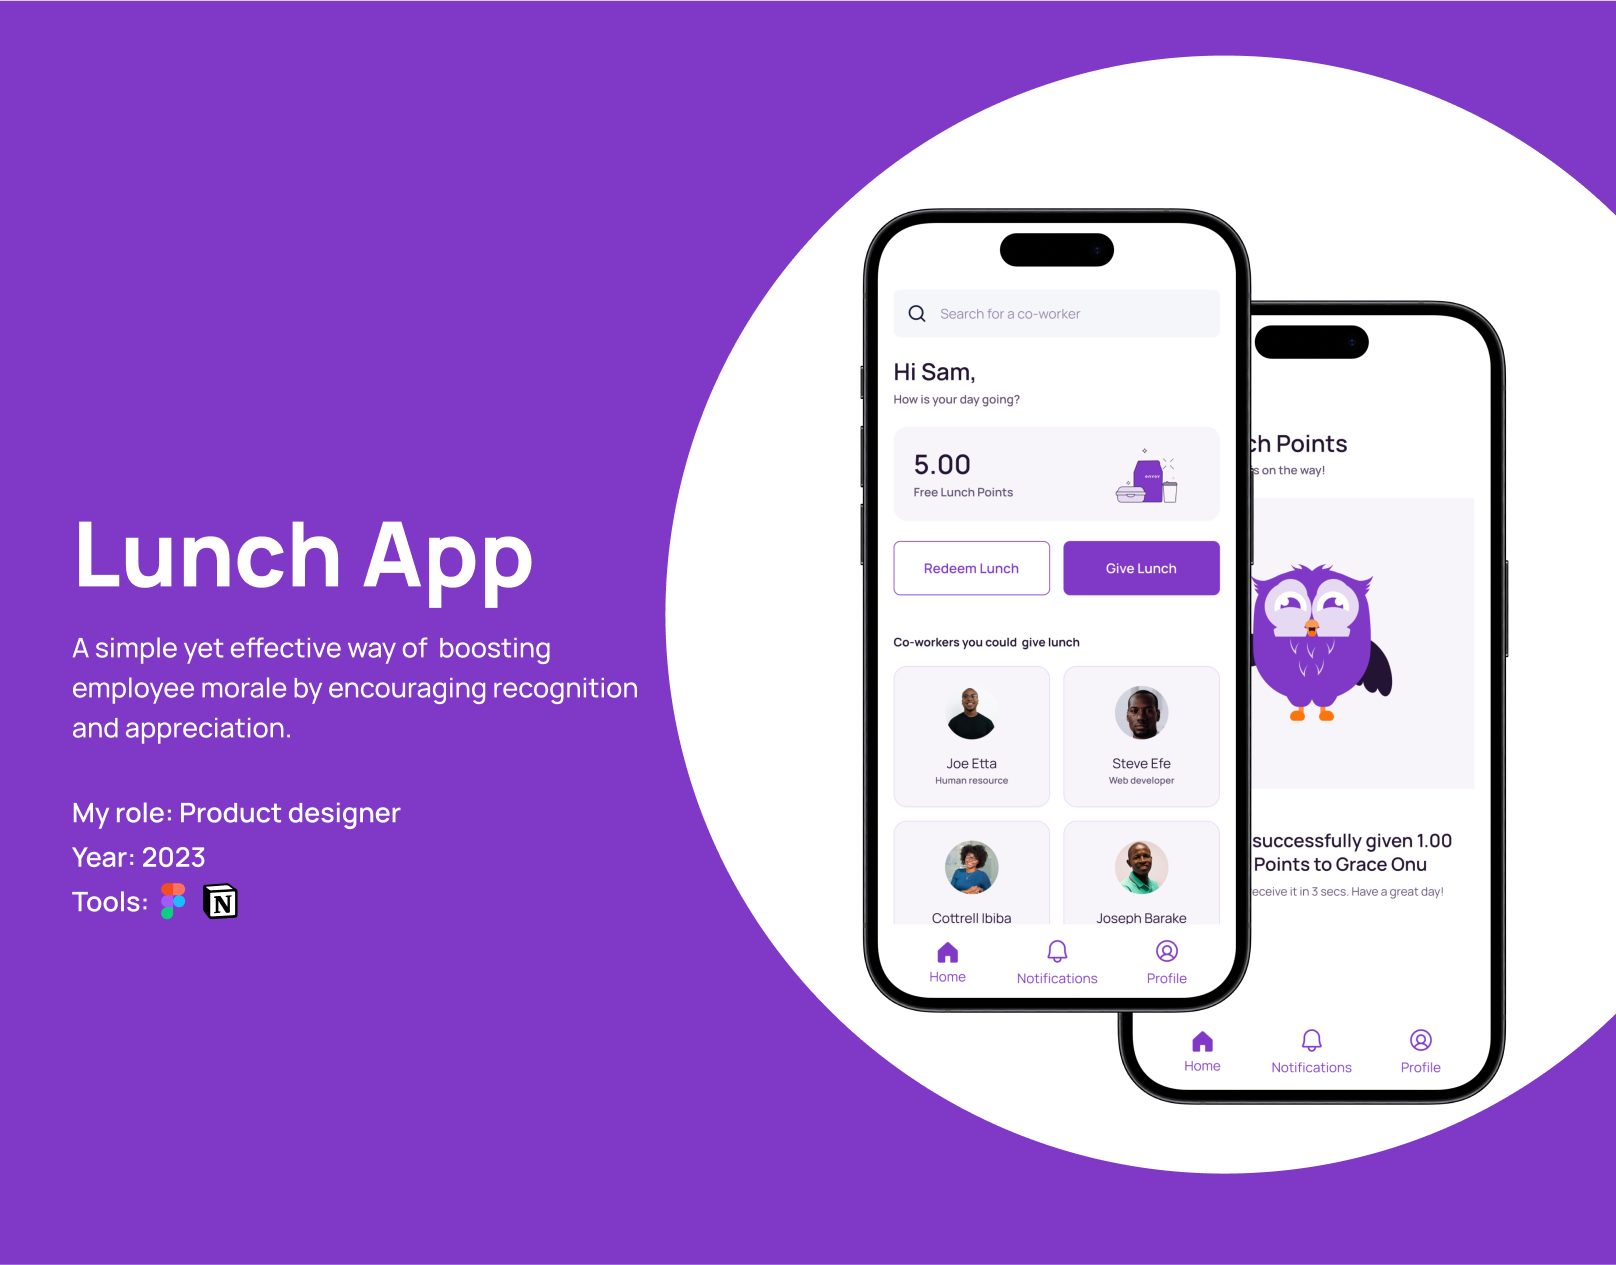 Lunch App
A simple yet effective way of  boosting
employee morale by encouraging recognition
and appreciation.
My role: Product designer
Year: 2023
Tools:
N
Search for a co-worker
Hi Sam,
How is your day going?
5.00
Free Lunch Points
Redeem Lunch
Give Lunch
Co-workers you could  give lunch
Joe Etta
Human resource
Steve Efe
Web developer
Cottrell Ibiba
Joseph Barake
Home
Notifications
Profile
Points
on the way!
successfully given 1.00
Points to Grace Onu
it in 3 secs. Have a great day!
Home
Notifications
Profile